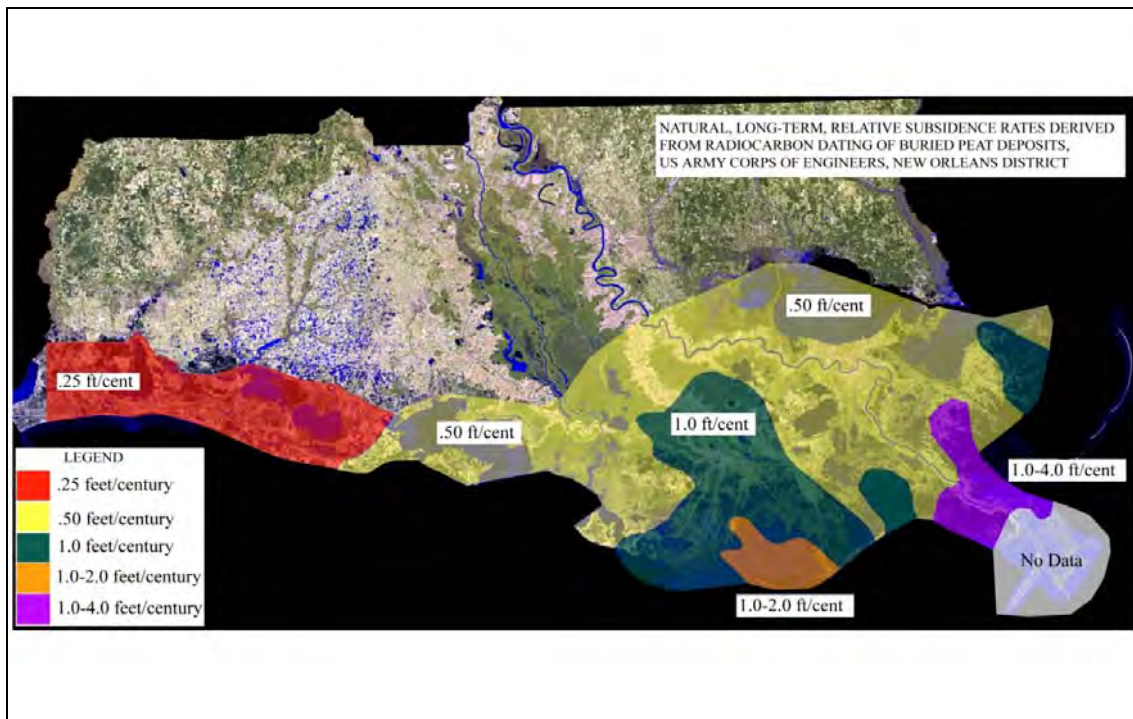 NATURAL, LONG-TERM, RELATIVE SUBSIDENCE RATES DERIVED
FROM RADIOCARBON DATING OF BURIED PEAT DEPOSITS,
US ARMY CORPS OF ENGINEERS, NEW ORLEANS DISTRICT
.50 ft/cent
.25 ft/cent
1.0 ft/cent
.50 ft/cent
1.0-4.0 ft/cent
No Data
1.0-2.0 ft/cent
LEGEND
.25 feet/century
.50 feet/century
1.0 feet/century
1.0-2.0 feet/century
1.0-4.0 feet/century